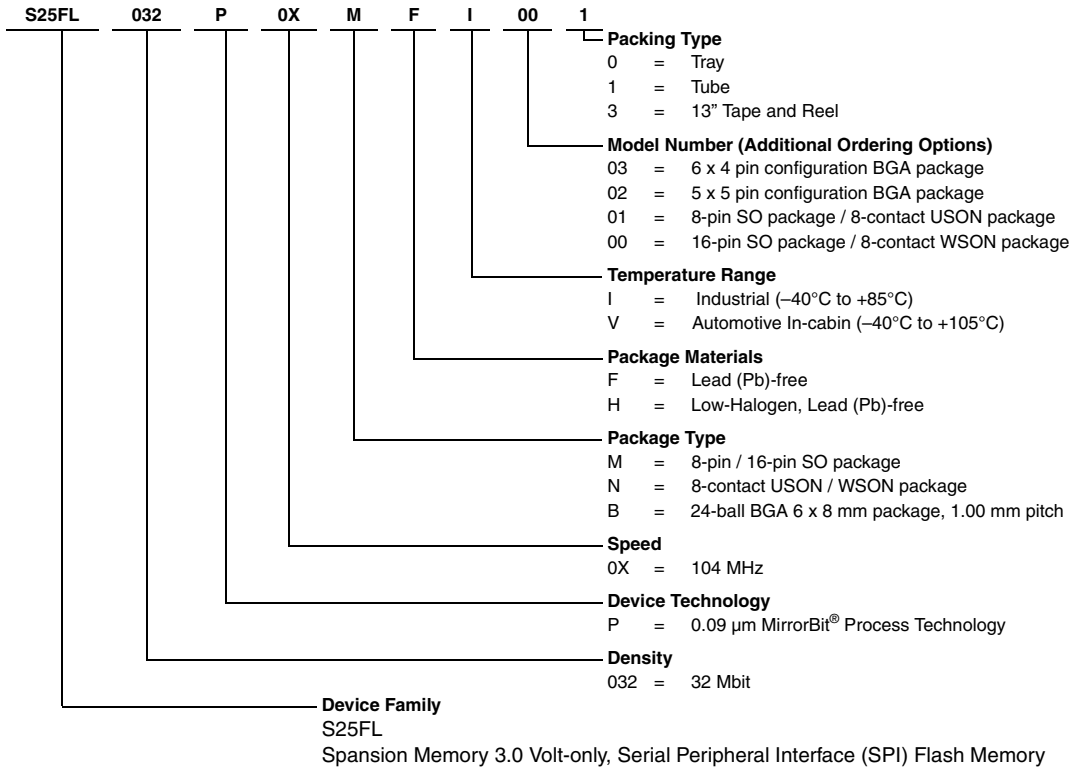 S25FL 032 P 0X M F I 00 1
Packing Type
0 = Tray
1 = Tube
3 = 13” Tape and Reel
Model Number (Additional Ordering Options)
03 = 6 x 4 pin configuration BGA package
02 = 5 x 5 pin configuration BGA package
01 = 8-pin SO package / 8-contact USON package
00 = 16-pin SO package / 8-contact WSON package
Temperature Range
I = Industrial (–40°C to +85°C)
V = Automotive In-cabin (–40°C to +105°C)
Package Materials
F = Lead (Pb)-free
H = Low-Halogen, Lead (Pb)-free
Package Type
M = 8-pin / 16-pin SO package
N = 8-contact USON / WSON package
B = 24-ball BGA 6 x 8 mm package, 1.00 mm pitch
Speed
0X = 104 MHz
Device Technology
P = 0.09 µm MirrorBit® Process Technology
Density
032 = 32 Mbit
Device Family
S25FL
Spansion Memory 3.0 Volt-only, Serial Peripheral Interface (SPI) Flash Memory